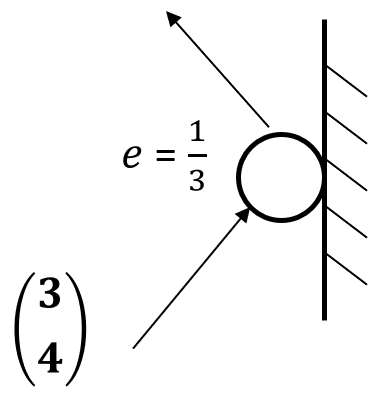 e = 1/3
(3
4)